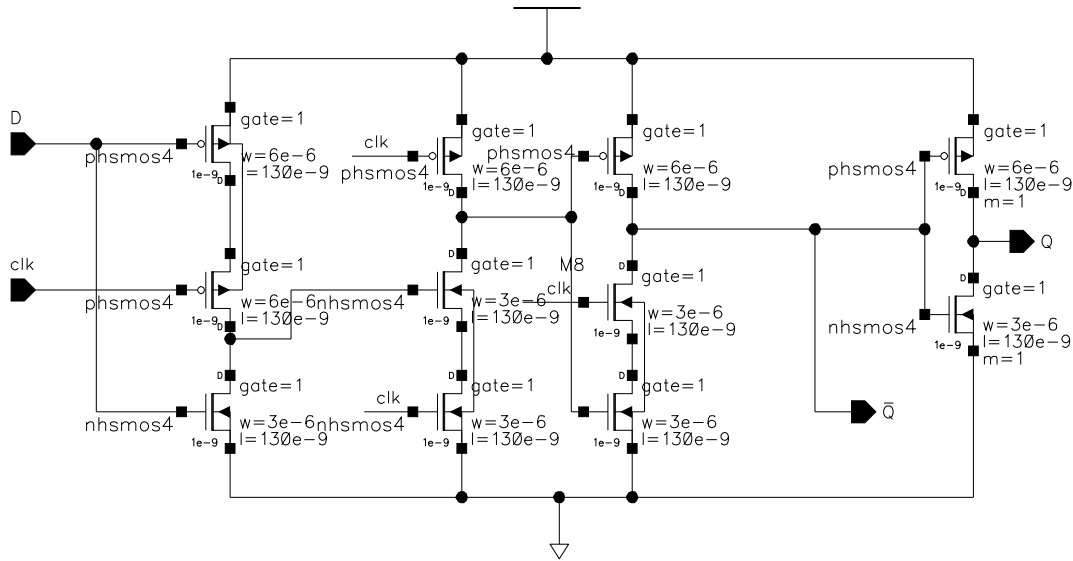 D
phsmos4
gate=1
w=6e-6
l=130e-9
1e-9
D
clk
phsmos4
gate=1
w=6e-6
l=130e-9
1e-9
D
nhsmos4
D
gate=1
w=3e-6
l=130e-9
1e-9
clk
phsmos4
gate=1
w=6e-6
l=130e-9
1e-9
D
nhsmos4
D
gate=1
w=3e-6
l=130e-9
1e-9
clk
nhsmos4
D
gate=1
w=3e-6
l=130e-9
1e-9
phsmos4
gate=1
w=6e-6
l=130e-9
1e-9
D
M8
clk
D
gate=1
w=3e-6
l=130e-9
1e-9
D
gate=1
w=3e-6
l=130e-9
1e-9
phsmos4
gate=1
w=6e-6
l=130e-9
m=1
1e-9
D
Q
nhsmos4
D
gate=1
w=3e-6
l=130e-9
m=1
1e-9
Q̅